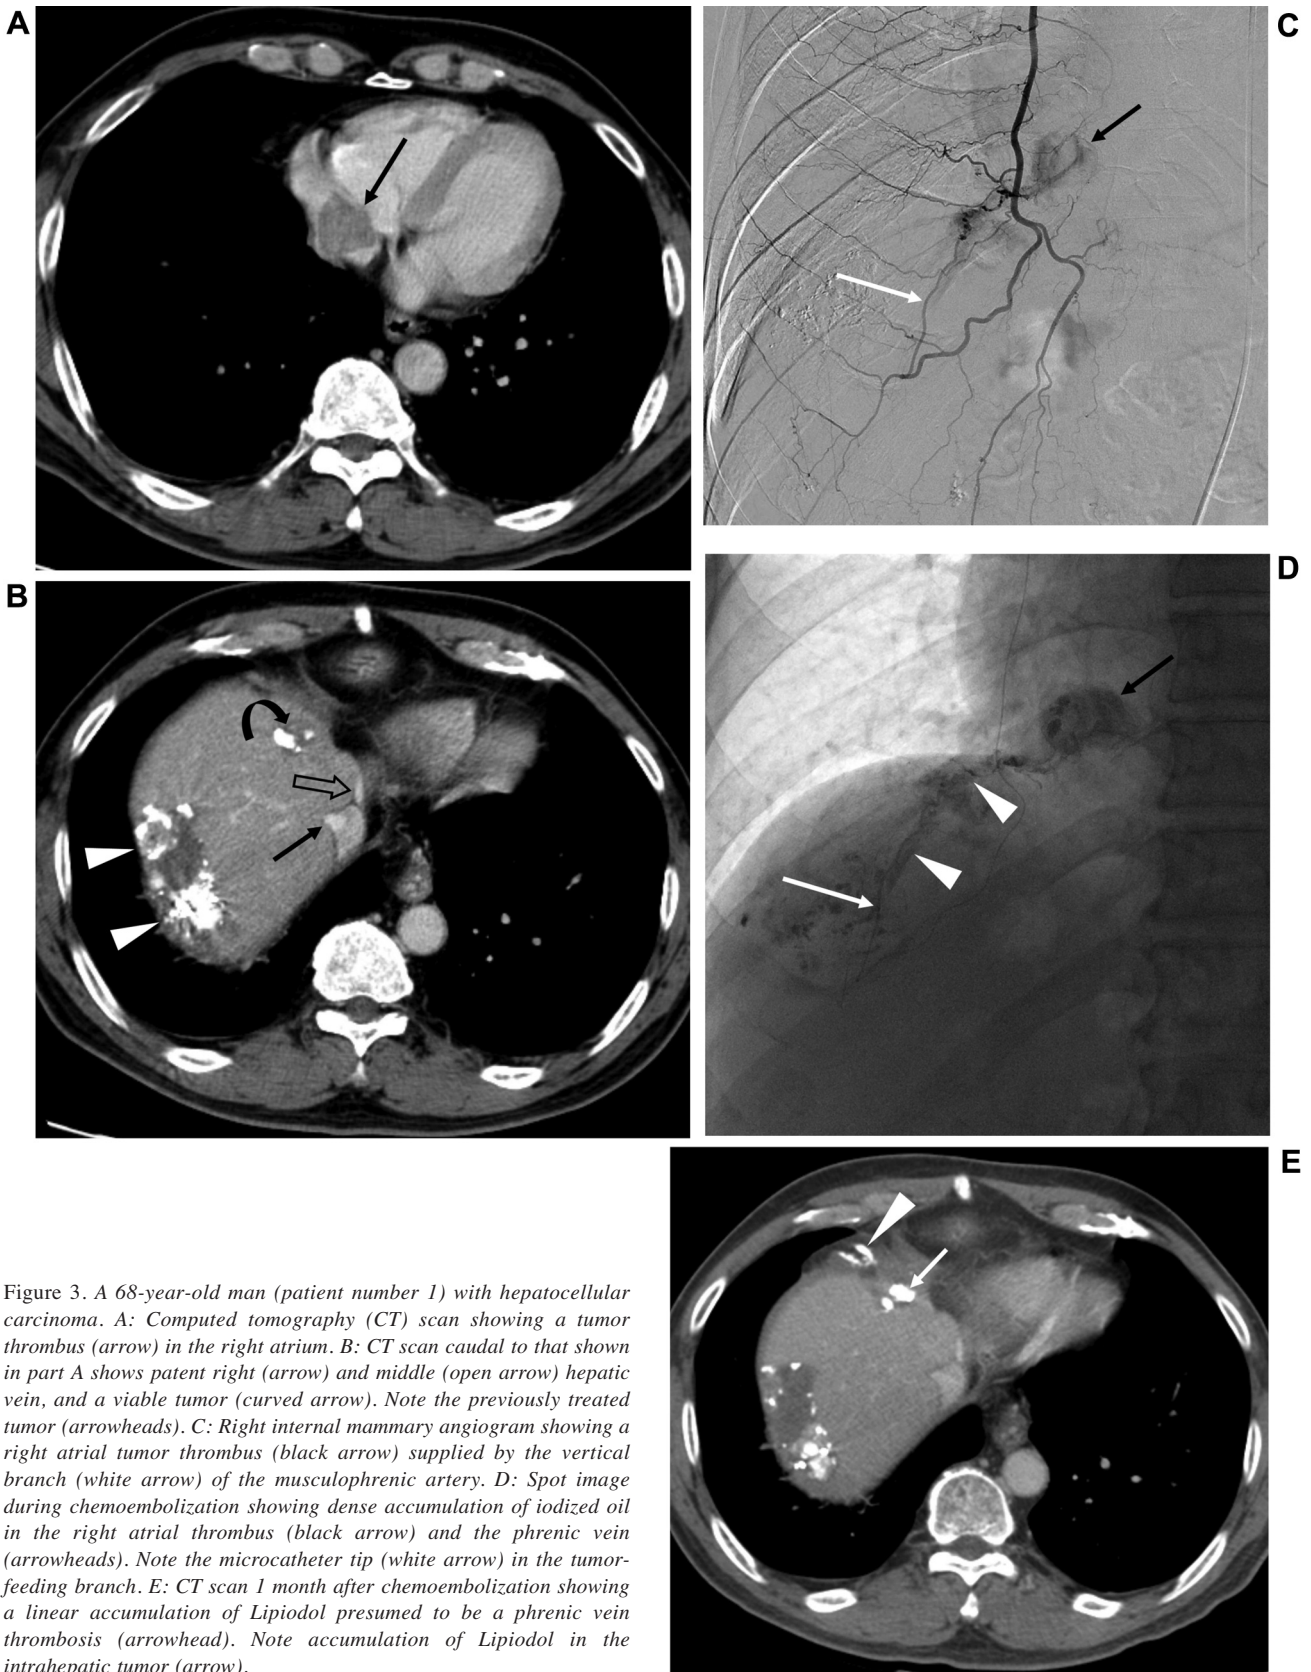 A
C
B
D
E
Figure 3. A 68-year-old man (patient number 1) with hepatocellular
carcinoma. A: Computed tomography (CT) scan showing a tumor
thrombus (arrow) in the right atrium. B: CT scan caudal to that shown
in part A shows patent right (arrow) and middle (open arrow) hepatic
vein, and a viable tumor (curved arrow). Note the previously treated
tumor (arrowheads). C: Right internal mammary angiogram showing a
right atrial tumor thrombus (black arrow) supplied by the vertical
branch (white arrow) of the musculophrenic artery. D: Spot image
during chemoembolization showing dense accumulation of iodized oil
in the right atrial thrombus (black arrow) and the phrenic vein
(arrowheads). Note the microcatheter tip (white arrow) in the tumor-
feeding branch. E: CT scan 1 month after chemoembolization showing
a linear accumulation of Lipiodol presumed to be a phrenic vein
thrombosis (arrowhead). Note accumulation of Lipiodol in the
intrahepatic tumor (arrow).